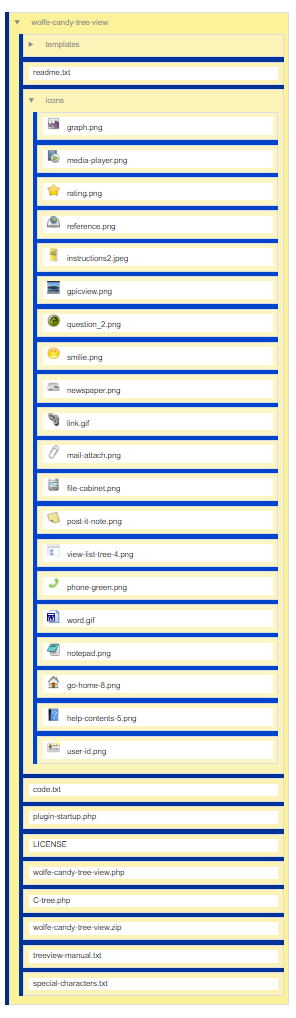 wolfe-candy-tree-view
templates
readme.txt
icons
graph.png
media-player.png
rating.png
reference.png
instructions2.jpeg
gpicview.png
question_2.png
smilie.png
newspaper.png
link.gif
mail-attach.png
file-cabinet.png
post-it-note.png
view-list-tree-4.png
phone-green.png
word.gif
notepad.png
go-home-8.png
help-contents-5.png
user-id.png
code.txt
plugin-startup.php
LICENSE
wolfe-candy-tree-view.php
C-tree.php
wolfe-candy-tree-view.zip
treeview-manual.txt
special-characters.txt